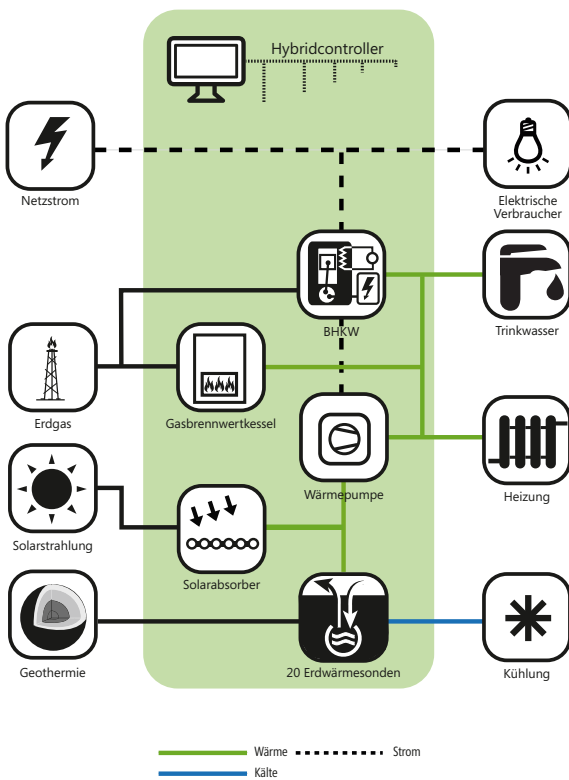 Hybridcontroller
Netzstrom
Elektrische
Verbraucher
BHKW
Trinkwasser
Erdgas
Gasbrennwertkessel
Wärmepumpe
Heizung
Solarstrahlung
Solarabsorber
Geothermie
20 Erdwärmesonden
Kühlung
Wärme
Strom
Kälte